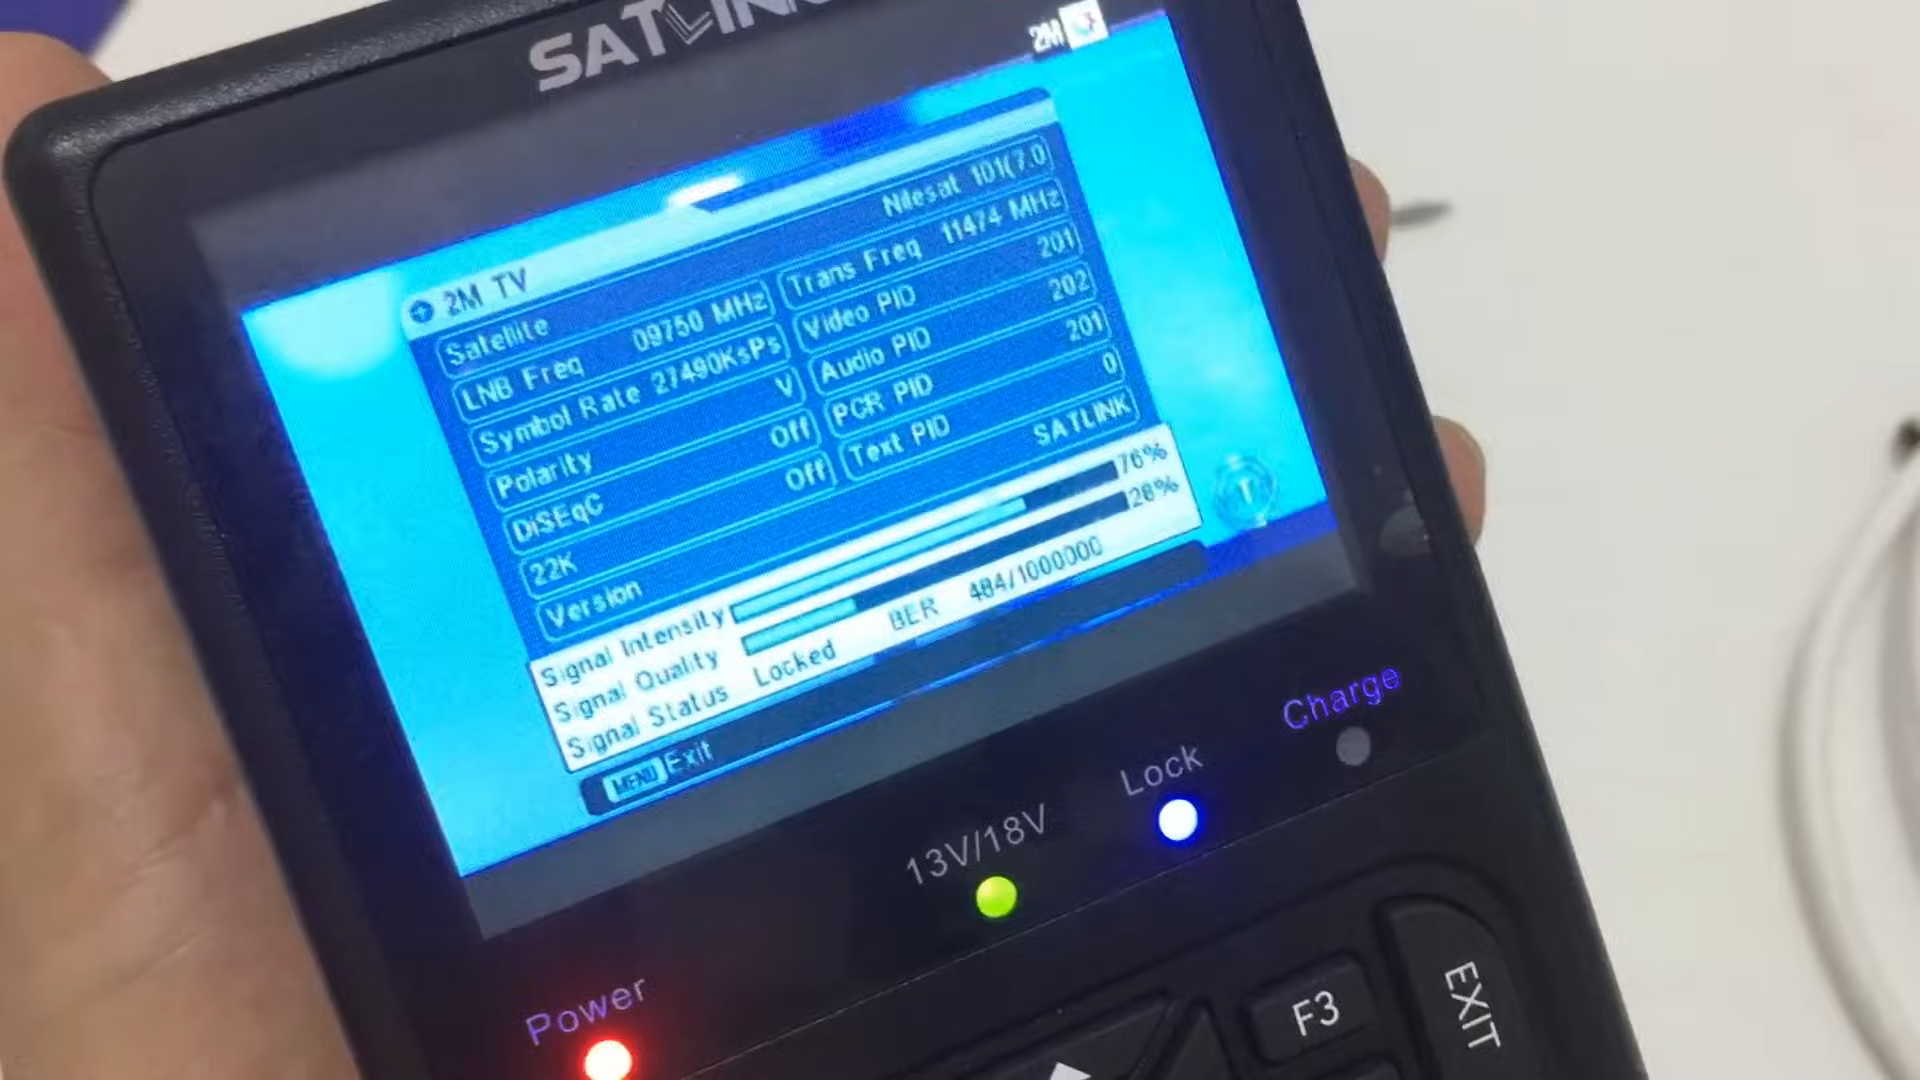 SATLINK
2M
2M TV
Satellite Nilesat 101(7.0
LNB Freq 09750 MHz Trans Freq 11474 MHz
Symbol Rate 27490KsPs Video PID 201
Polarity V Audio PID 202
DiSEqC Off PCR PID 201
22K Off Text PID 0
Version SATLINK
Signal Intensity 76%
Signal Quality 28%
Signal Status Locked BER 484/1000000
MENU Exit
Charge
Lock
13V/18V
Power
F3
EXIT